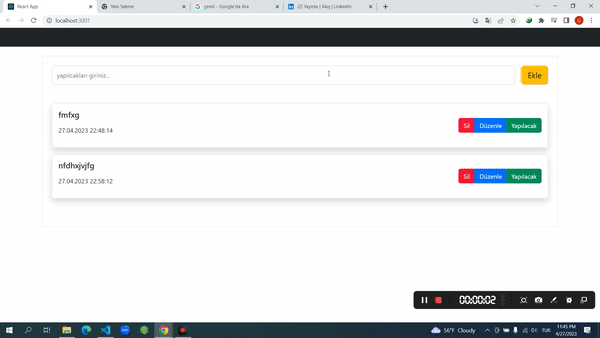 React App
Yeni Sekme
çeviri - Google'da Ara
(2) Yayınla | Akış | LinkedIn
localhost:3001
yapılcakları giriniz...
Ekle
fmfxg
27.04.2023 22:48:14
Sil
Düzenle
Yapılacak
nfdhxjvjfg
27.04.2023 22:58:12
Sil
Düzenle
Yapılacak
00:00:02
56°F Cloudy
TUR
11:45 PM
4/27/2023